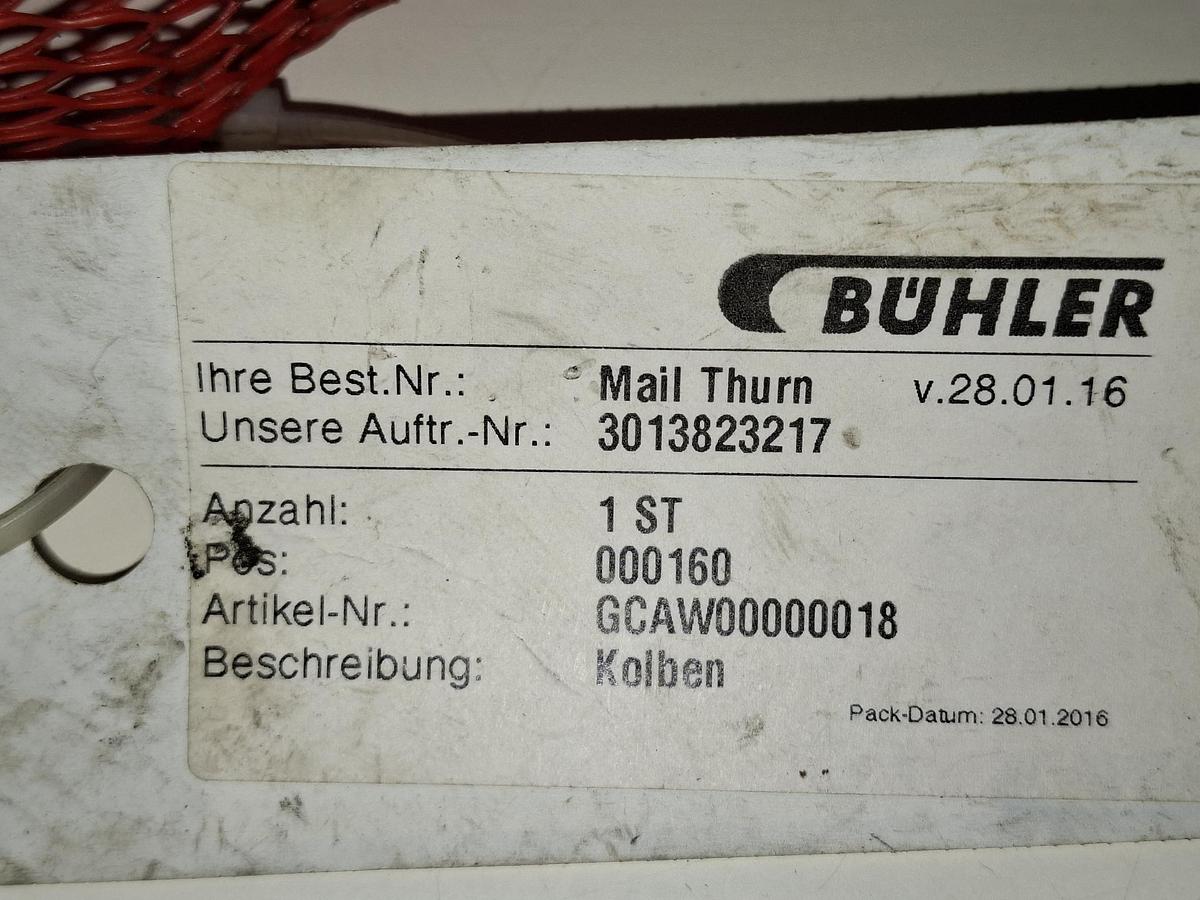 BÜHLER
Ihre Best.Nr.: Mail Thurn v.28.01.16
Unsere Auftr.-Nr.: 3013823217
Anzahl: 1 ST
Pos: 000160
Artikel-Nr.: GCAW00000018
Beschreibung: Kolben
Pack-Datum: 28.01.2016